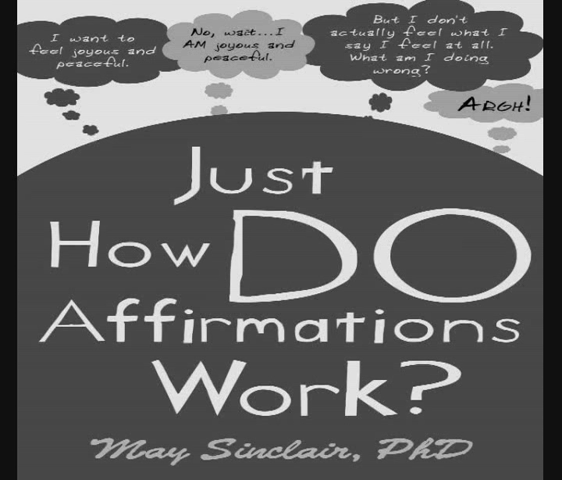 I want to
feel joyous and
peaceful.
No, wait...I
AM joyous and
peaceful.
But I don't
actually feel what I
say I feel at all.
What am I doing
wrong?
ARGH!
Just
How DO
Affirmations
Work?
May Sinclair, PhD